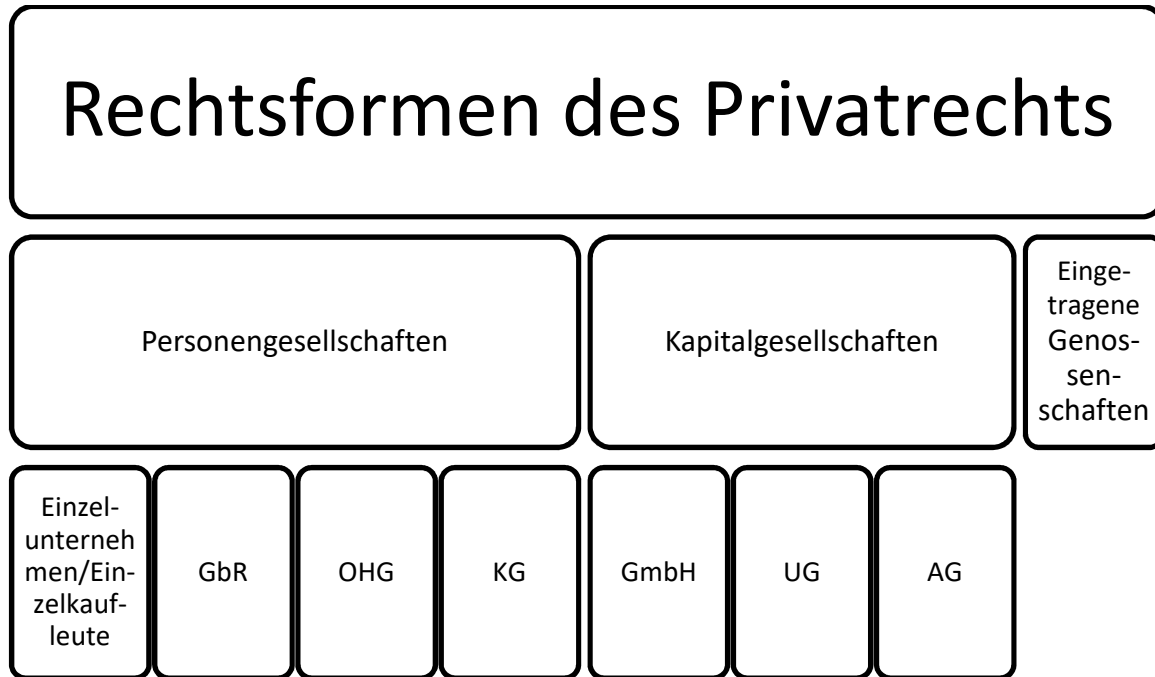 Rechtsformen des Privatrechts
Personengesellschaften
Kapitalgesellschaften
Einge-
tragene
Genos-
sen-
schaften
Einzel-
unterneh
men/Ein-
zelkauf-
leute
GbR
OHG
KG
GmbH
UG
AG